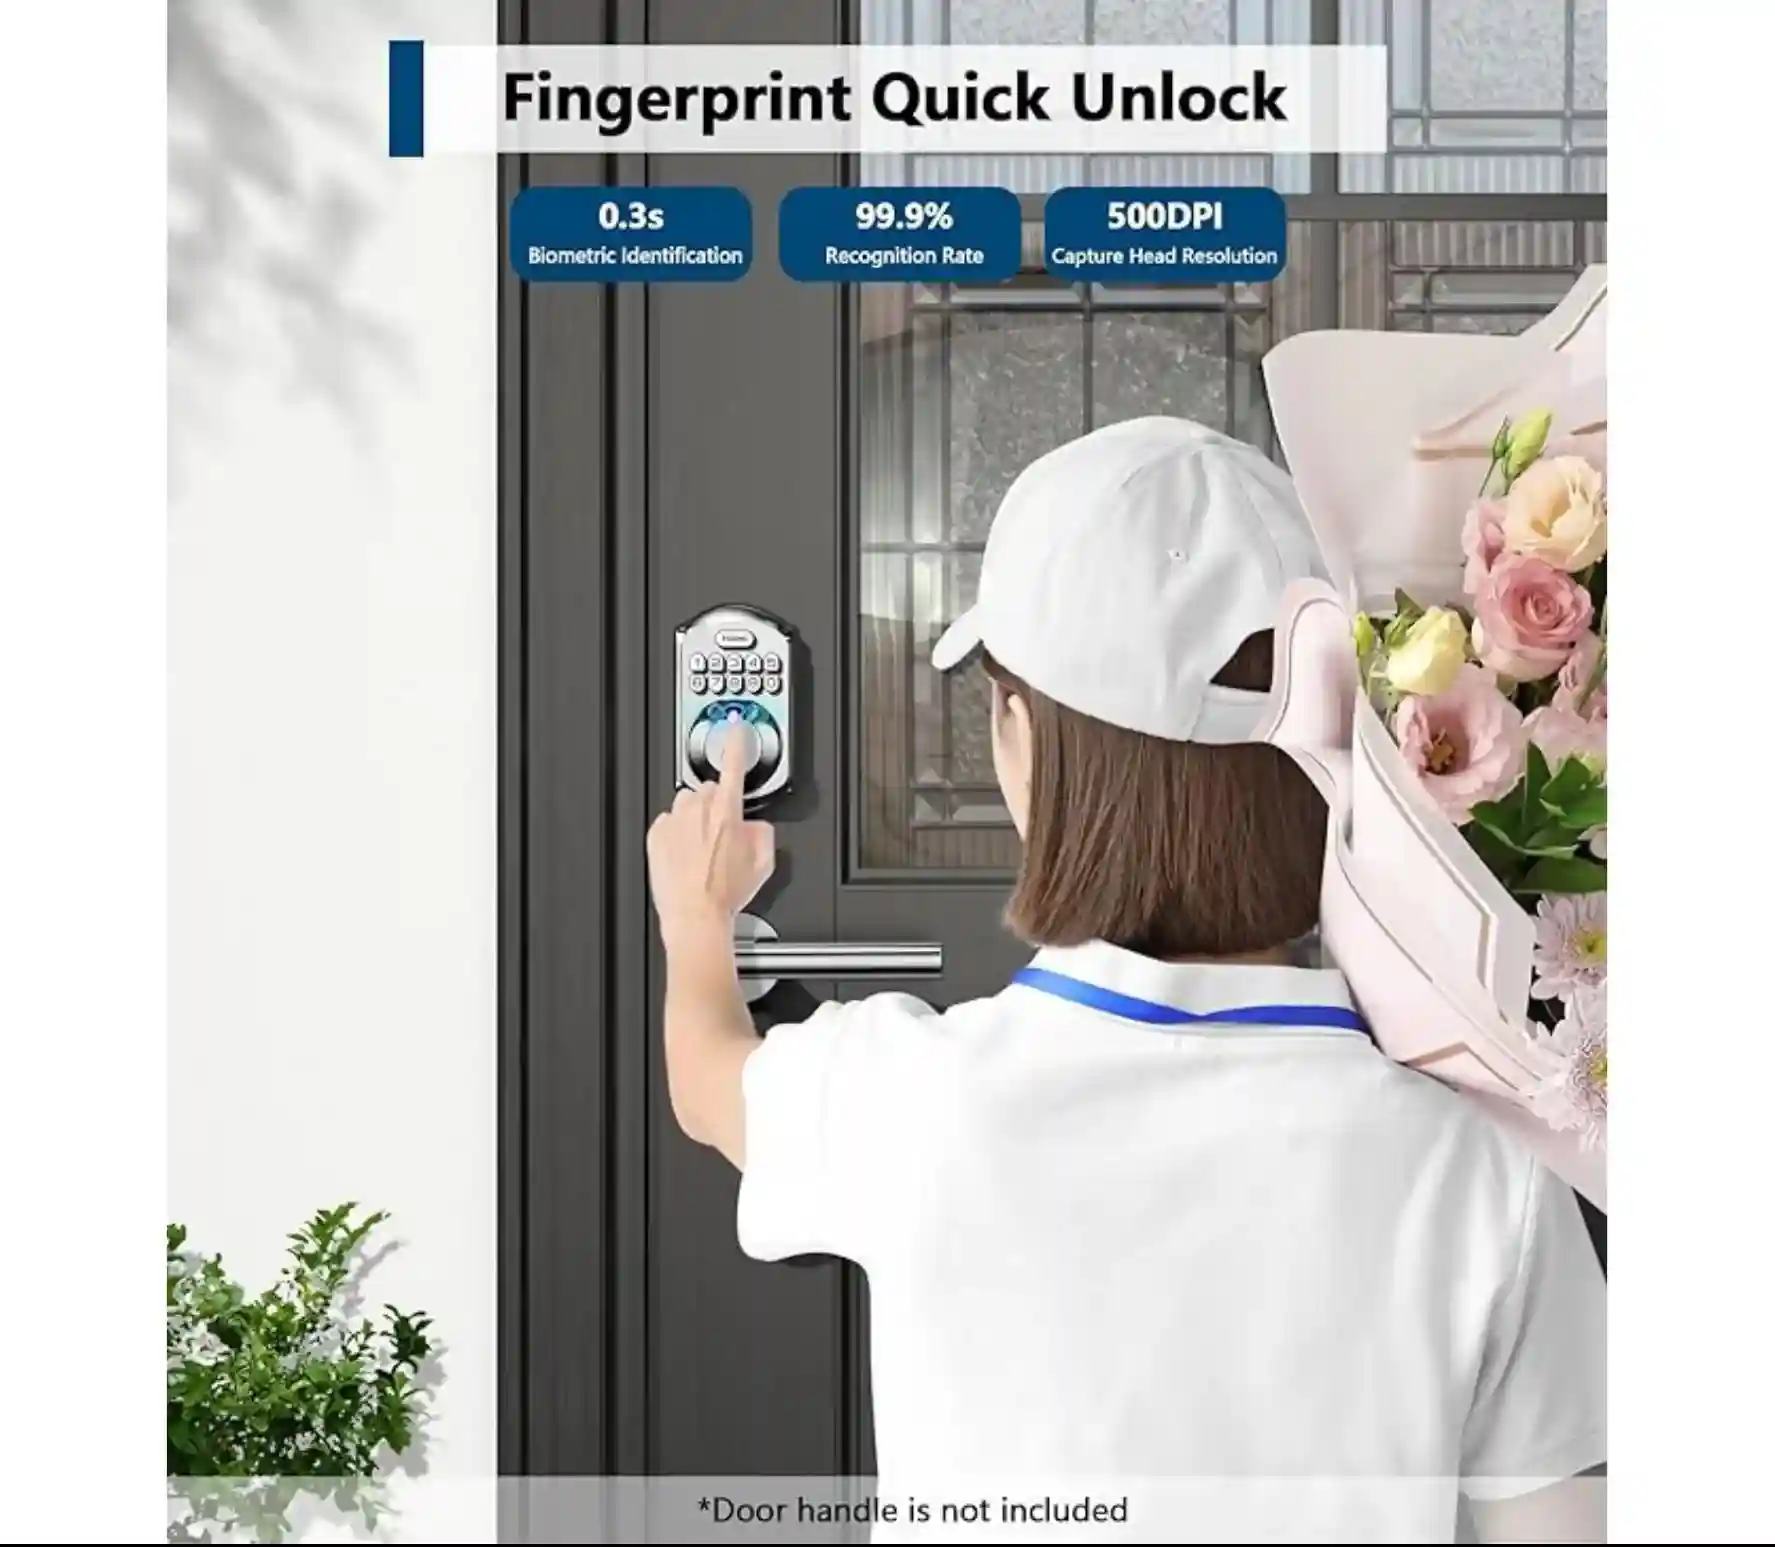 Fingerprint Quick Unlock
0.3s
Biometric Identification
99.9%
Recognition Rate
500DPI
Capture Head Resolution
*Door handle is not included